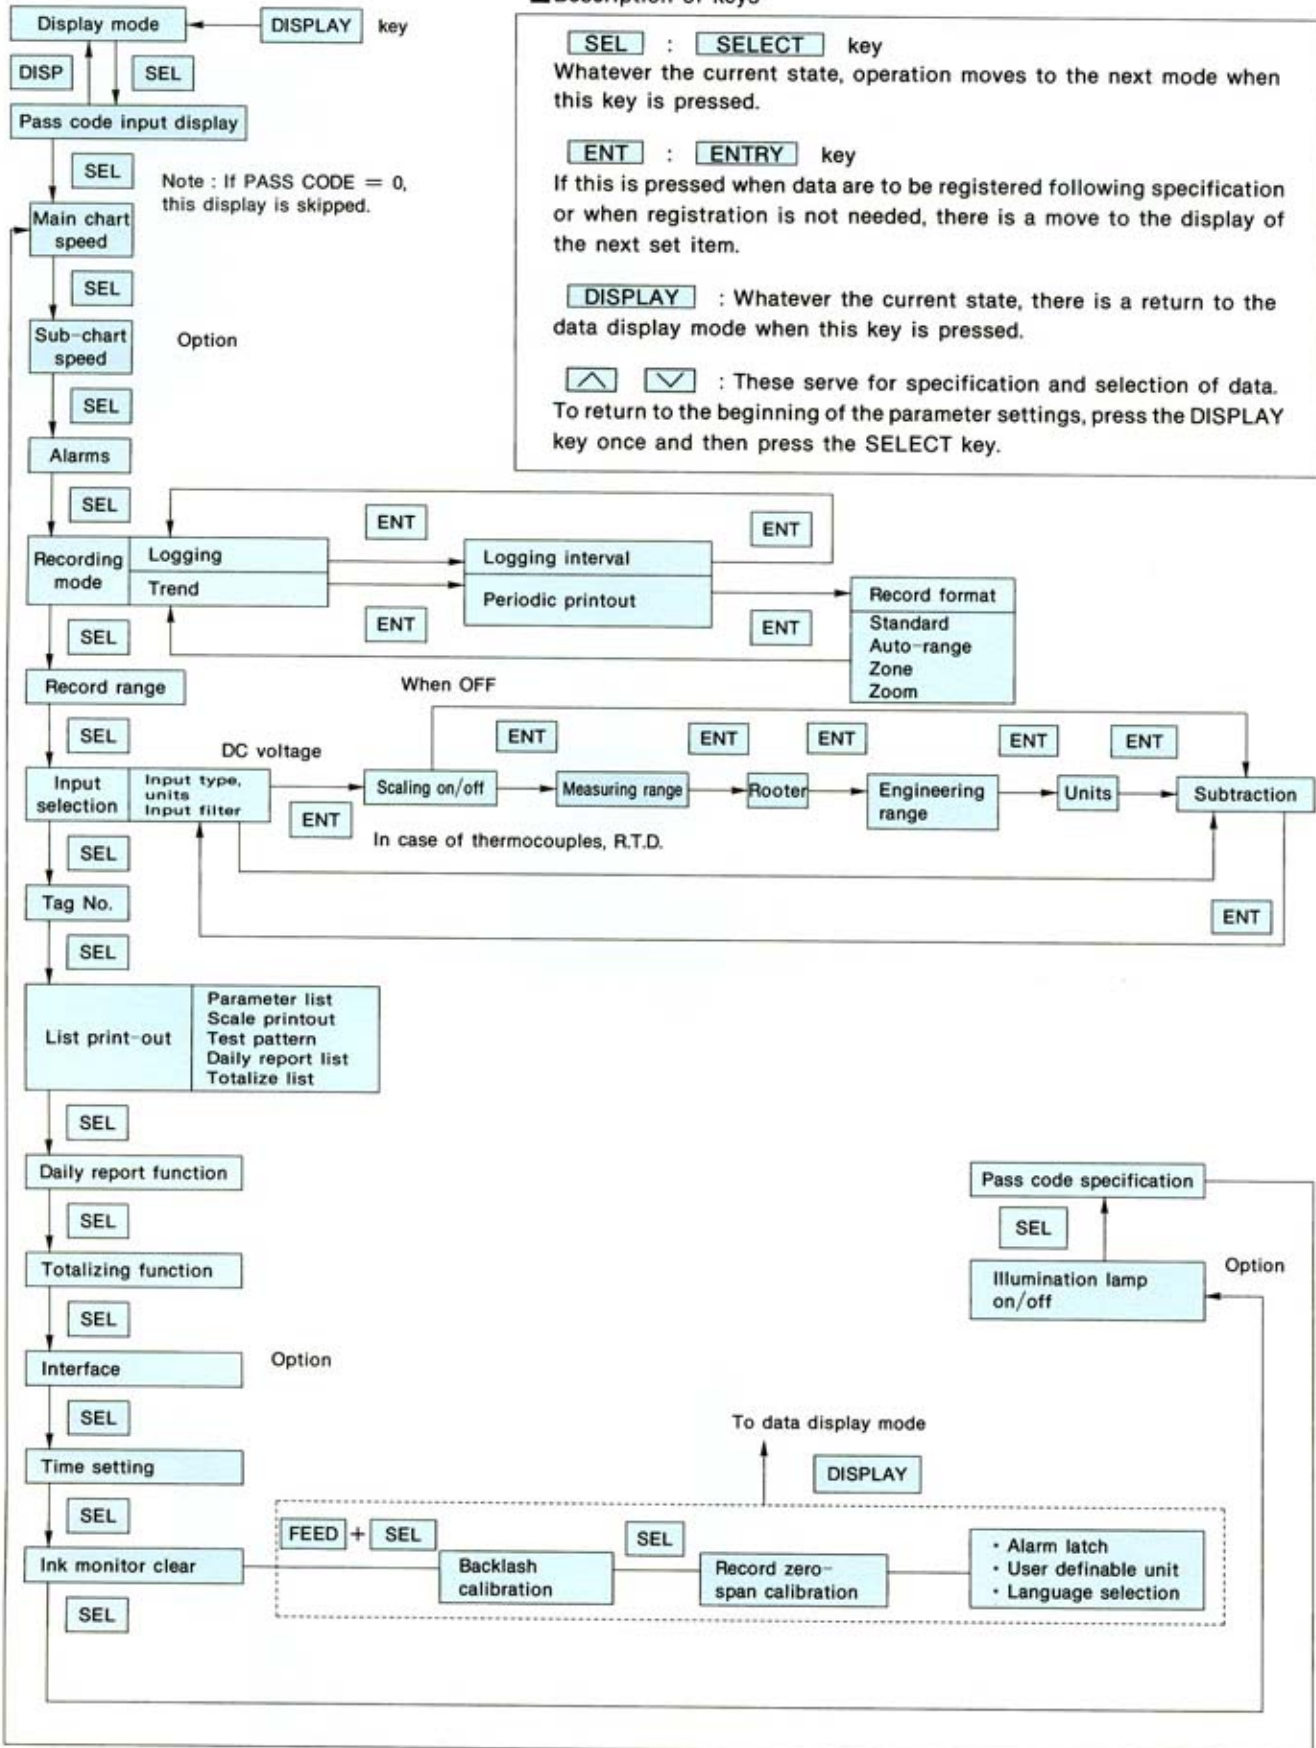 Description of keys
Display mode
DISPLAY key
DISP
SEL
Pass code input display
SEL
Note : If PASS CODE = 0,
this display is skipped.
Main chart
speed
SEL
Sub-chart
speed
Option
SEL
Alarms
SEL
SEL : SELECT key
Whatever the current state, operation moves to the next mode when
this key is pressed.
ENT : ENTRY key
If this is pressed when data are to be registered following specification
or when registration is not needed, there is a move to the display of
the next set item.
DISPLAY : Whatever the current state, there is a return to the
data display mode when this key is pressed.
: These serve for specification and selection of data.
To return to the beginning of the parameter settings, press the DISPLAY
key once and then press the SELECT key.
ENT
ENT
Recording
mode
Logging
Trend
Logging interval
Periodic printout
Record format
Standard
Auto-range
Zone
Zoom
ENT
ENT
SEL
Record range
When OFF
SEL
DC voltage
ENT
ENT
ENT
ENT
ENT
Input
selection
Input type,
units
Input filter
ENT
Scaling on/off
Measuring range
Rooter
Engineering
range
Units
Subtraction
In case of thermocouples, R.T.D.
SEL
Tag No.
ENT
SEL
List print-out
Parameter list
Scale printout
Test pattern
Daily report list
Totalize list
SEL
Daily report function
SEL
Totalizing function
SEL
Interface
Option
SEL
Time setting
SEL
Ink monitor clear
SEL
Pass code specification
SEL
Illumination lamp
on/off
Option
To data display mode
DISPLAY
FEED + SEL
Backlash
calibration
SEL
Record zero-
span calibration
• Alarm latch
• User definable unit
• Language selection